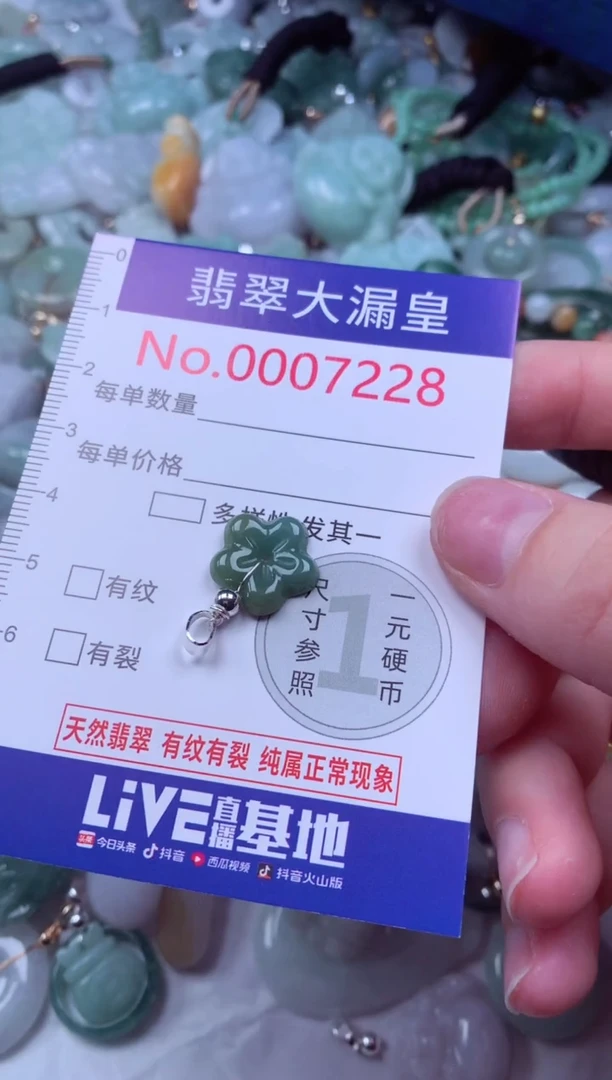 0
1
2
3
4
5
6
翡翠大漏皇
No.0007228
每单数量
每单价格
多样性 发其一
有纹
有裂
尺寸参照
1
一元硬币
天然翡翠 有纹有裂 纯属正常现象
LiVE直播基地
头条 今日头条 抖音 西瓜视频 抖音火山版